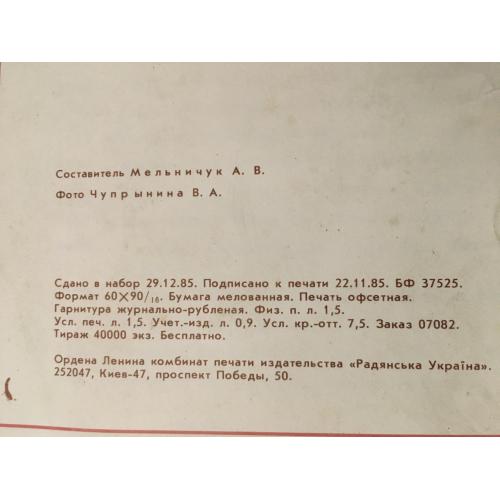 Составитель Мельничук А. В.
Фото Чупрынина В. А.
Сдано в набор 29.12.85. Подписано к печати 22.11.85. БФ 37525.
Формат 60×90/16. Бумага мелованная. Печать офсетная.
Гарнитура журнально-рубленая. Физ. п. л. 1,5.
Усл. печ. л. 1,5. Учет.-изд. л. 0,9. Усл. кр.-отт. 7,5. Заказ 07082.
Тираж 40000 экз. Бесплатно.
Ордена Ленина комбинат печати издательства «Радянська Україна».
252047, Киев-47, проспект Победы, 50.